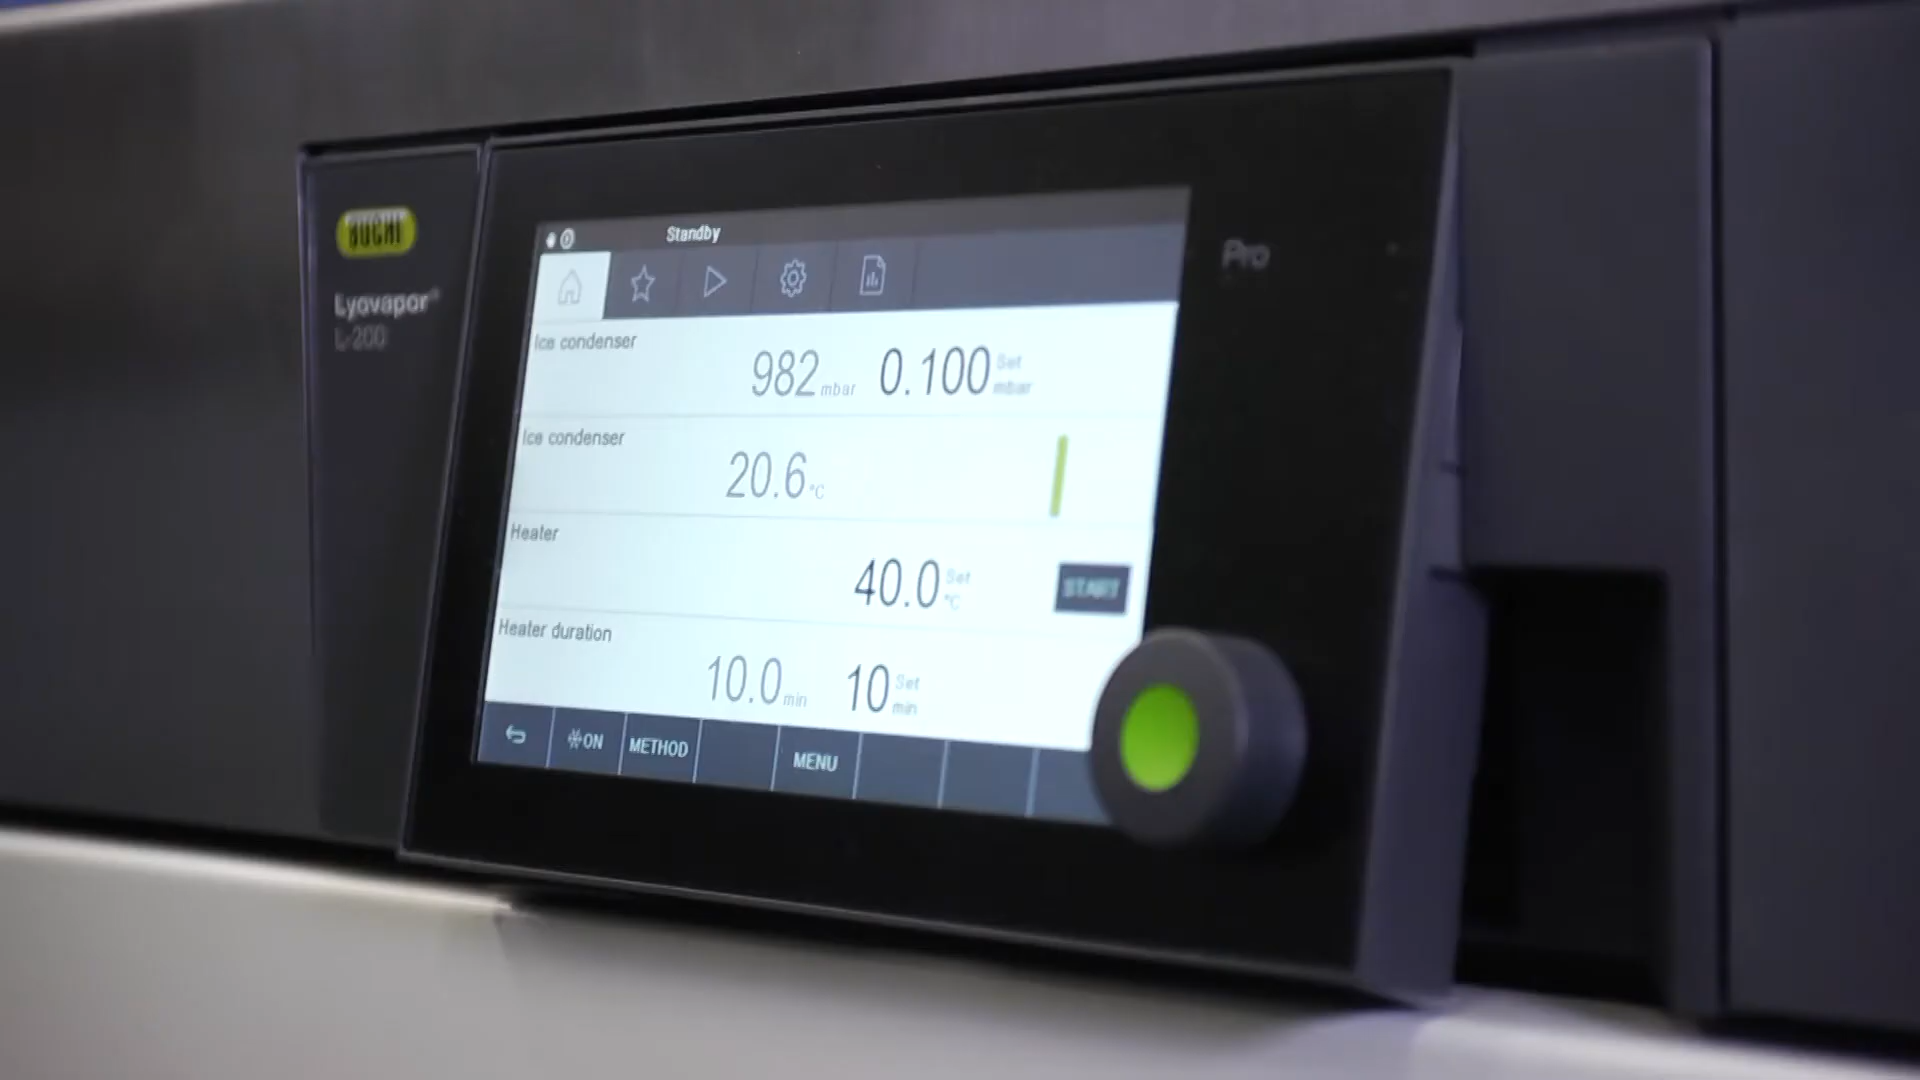 BUCHI
Lyovapor®
L-200
Pro
Standby
Ice condenser
982 mbar 0.100 Set mbar
Ice condenser
20.6 °C
Heater
40.0 Set °C
START
Heater duration
10.0 min 10 Set min
ON METHOD MENU